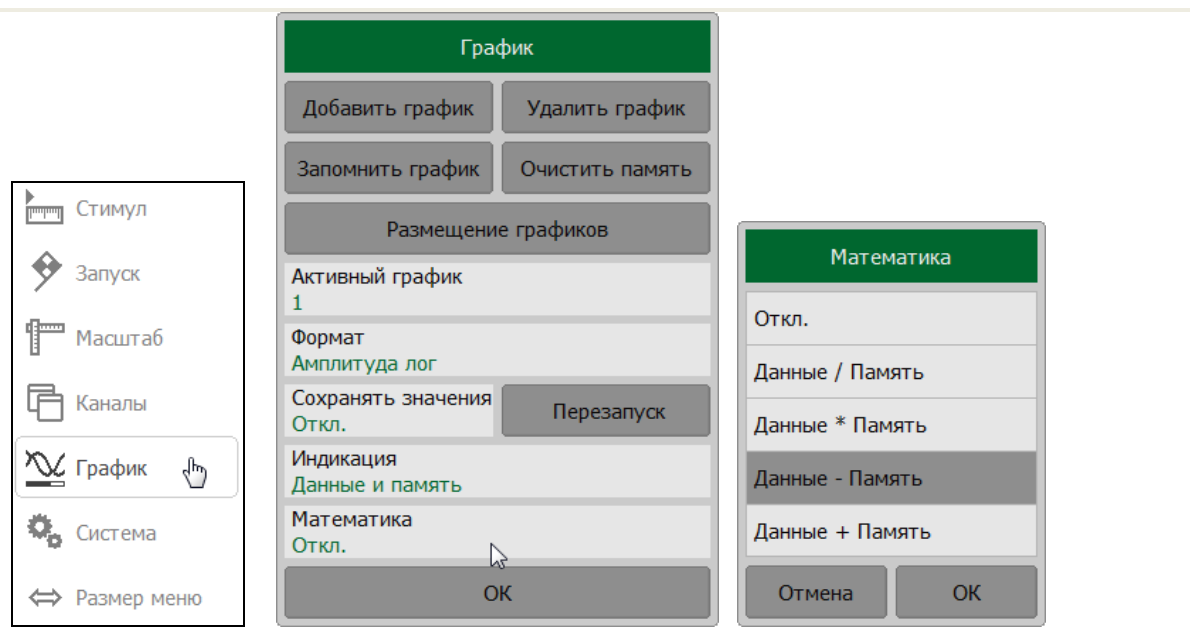 Стимул
Запуск
Масштаб
Каналы
График
Система
Размер меню
График
Добавить график
Удалить график
Запомнить график
Очистить память
Размещение графиков
Активный график
1
Формат
Амплитуда лог
Сохранять значения
Откл.
Перезапуск
Индикация
Данные и память
Математика
Откл.
ОК
Математика
Откл.
Данные / Память
Данные * Память
Данные - Память
Данные + Память
Отмена
ОК